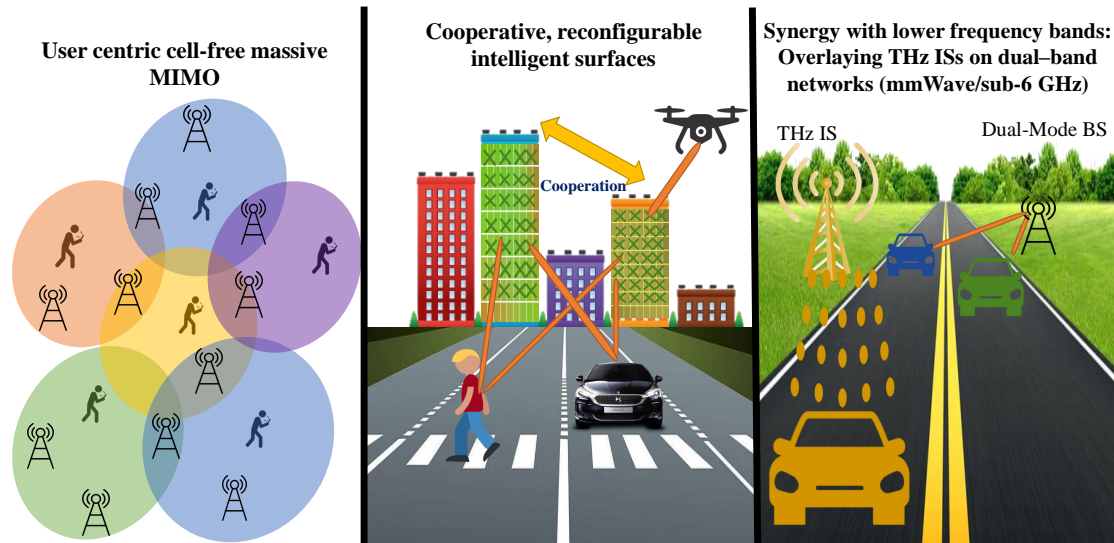 User centric cell-free massive
MIMO
Cooperative, reconfigurable
intelligent surfaces
Cooperation
Synergy with lower frequency bands:
Overlaying THz ISs on dual–band
networks (mmWave/sub-6 GHz)
THz IS
Dual-Mode BS